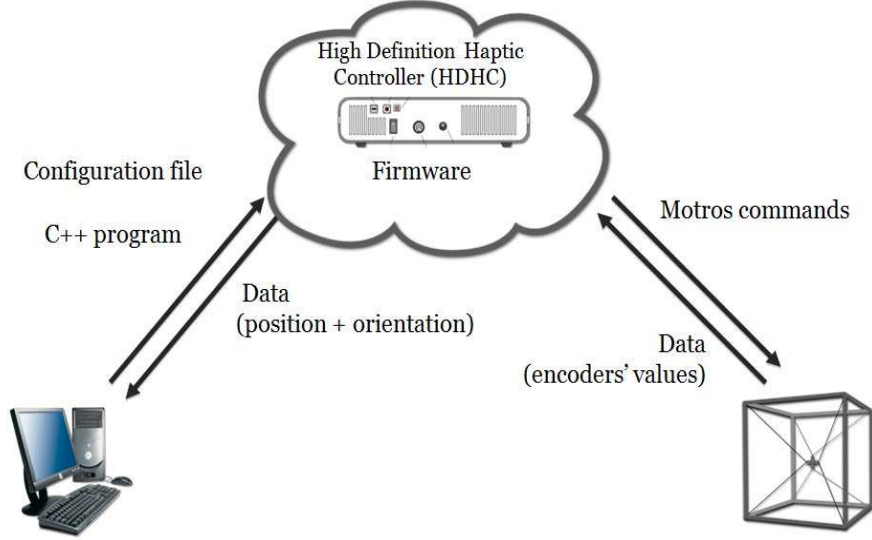 High Definition Haptic
Controller (HDHC)
Firmware
Configuration file
C++ program
Data
(position + orientation)
Motros commands
Data
(encoders' values)